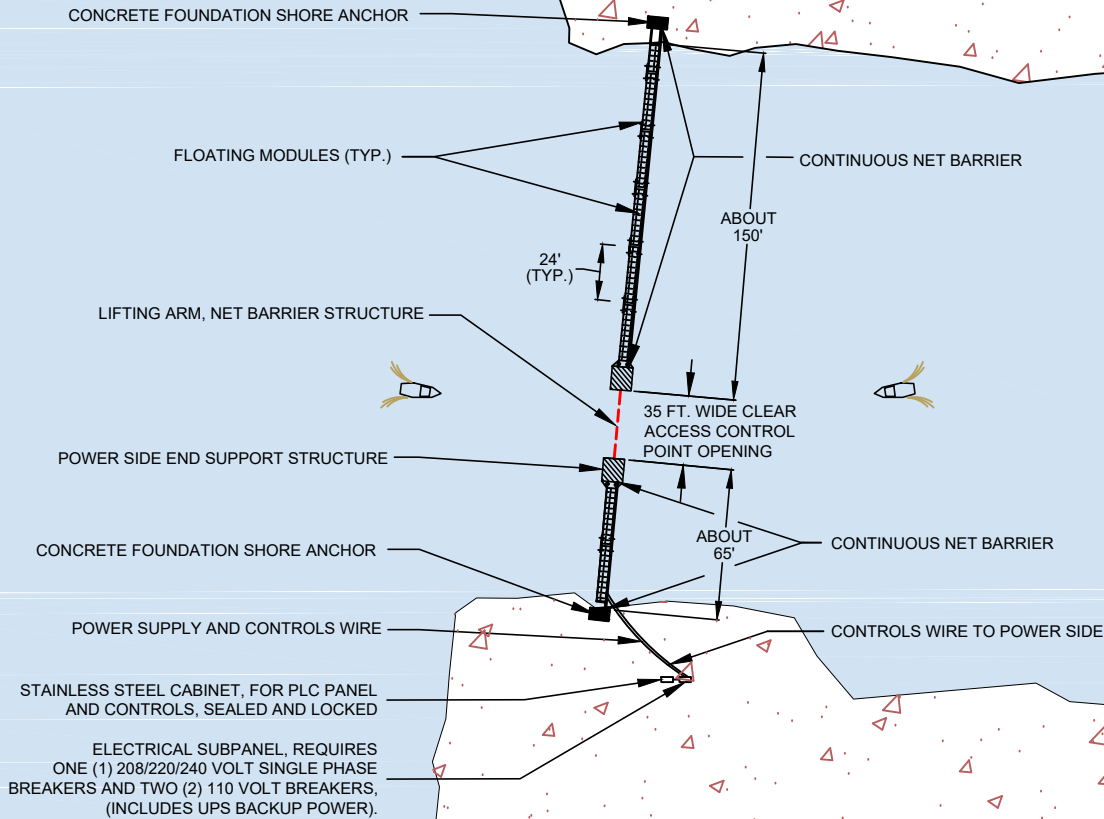 CONCRETE FOUNDATION SHORE ANCHOR
FLOATING MODULES (TYP.)
CONTINUOUS NET BARRIER
ABOUT
150'
24'
(TYP.)
LIFTING ARM, NET BARRIER STRUCTURE
35 FT. WIDE CLEAR
ACCESS CONTROL
POINT OPENING
POWER SIDE END SUPPORT STRUCTURE
ABOUT
65'
CONTINUOUS NET BARRIER
CONCRETE FOUNDATION SHORE ANCHOR
POWER SUPPLY AND CONTROLS WIRE
CONTROLS WIRE TO POWER SIDE
STAINLESS STEEL CABINET, FOR PLC PANEL
AND CONTROLS, SEALED AND LOCKED
ELECTRICAL SUBPANEL, REQUIRES
ONE (1) 208/220/240 VOLT SINGLE PHASE
BREAKERS AND TWO (2) 110 VOLT BREAKERS,
(INCLUDES UPS BACKUP POWER).